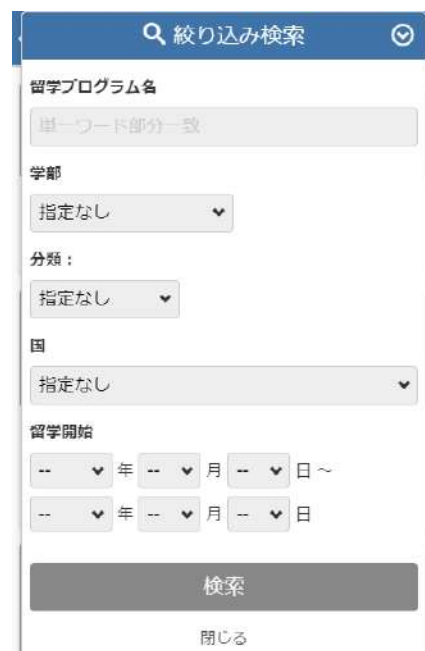 絞り込み検索
留学プログラム名
単一ワード部分一致
学部
指定なし
分類：
指定なし
国
指定なし
留学開始
-- 年 -- 月 -- 日 ～
-- 年 -- 月 -- 日
検索
閉じる